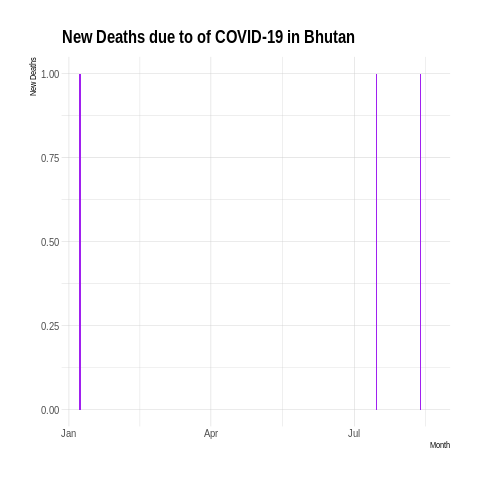 New Deaths due to of COVID-19 in Bhutan
New Deaths
1.00
0.75
0.50
0.25
0.00
Jan Apr Jul
Month